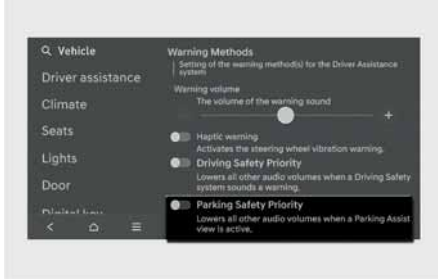 Vehicle
Driver assistance
Climate
Seats
Lights
Door
Digital key
Warning Methods
Setting of the warning method(s) for the Driver Assistance
system
Warning volume
The volume of the warning sound
+
Haptic warning
Activates the steering wheel vibration warning.
Driving Safety Priority
Lowers all other audio volumes when a Driving Safety
system sounds a warning.
Parking Safety Priority
Lowers all other audio volumes when a Parking Assist
view is active.